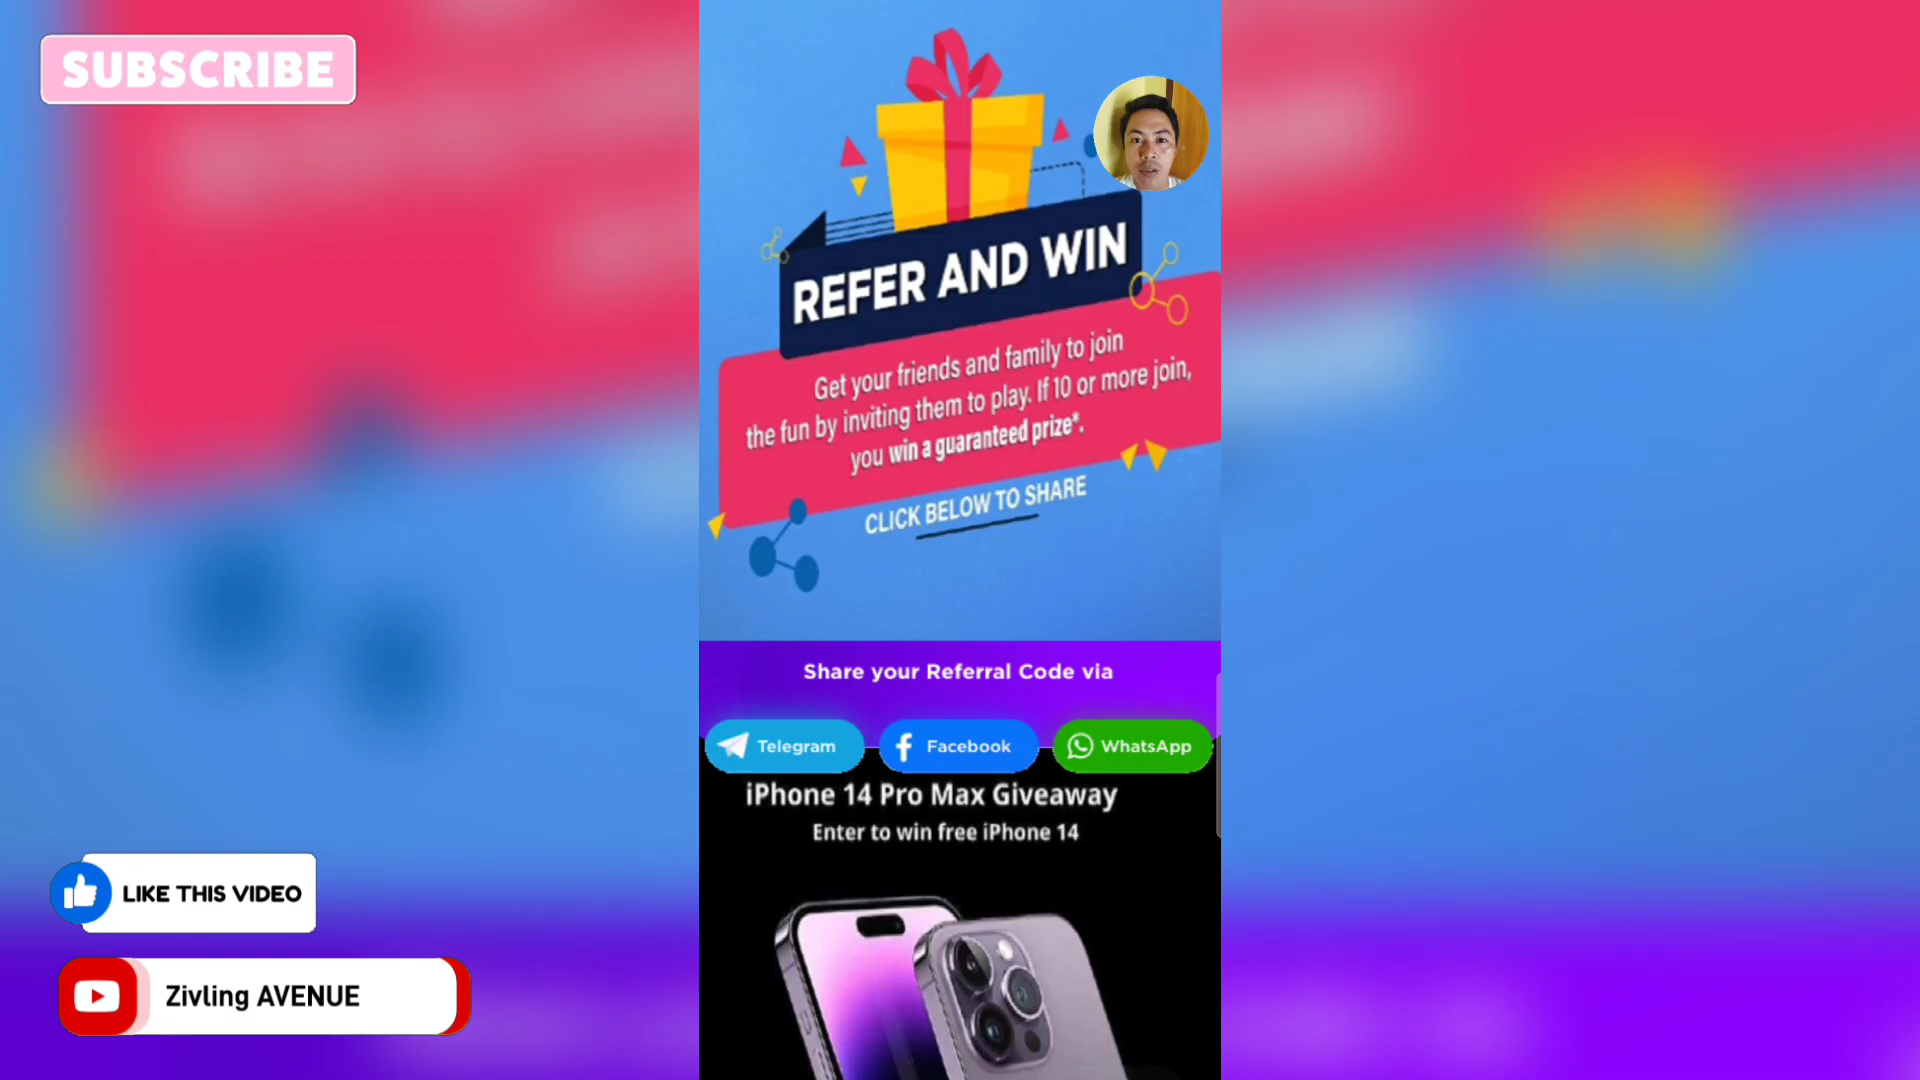 SUBSCRIBE
REFER AND WIN
Get your friends and family to join
the fun by inviting them to play. If 10 or more join,
you win a guaranteed prize*.
CLICK BELOW TO SHARE
Share your Referral Code via
Telegram
Facebook
WhatsApp
iPhone 14 Pro Max Giveaway
Enter to win free iPhone 14
LIKE THIS VIDEO
Zivling AVENUE